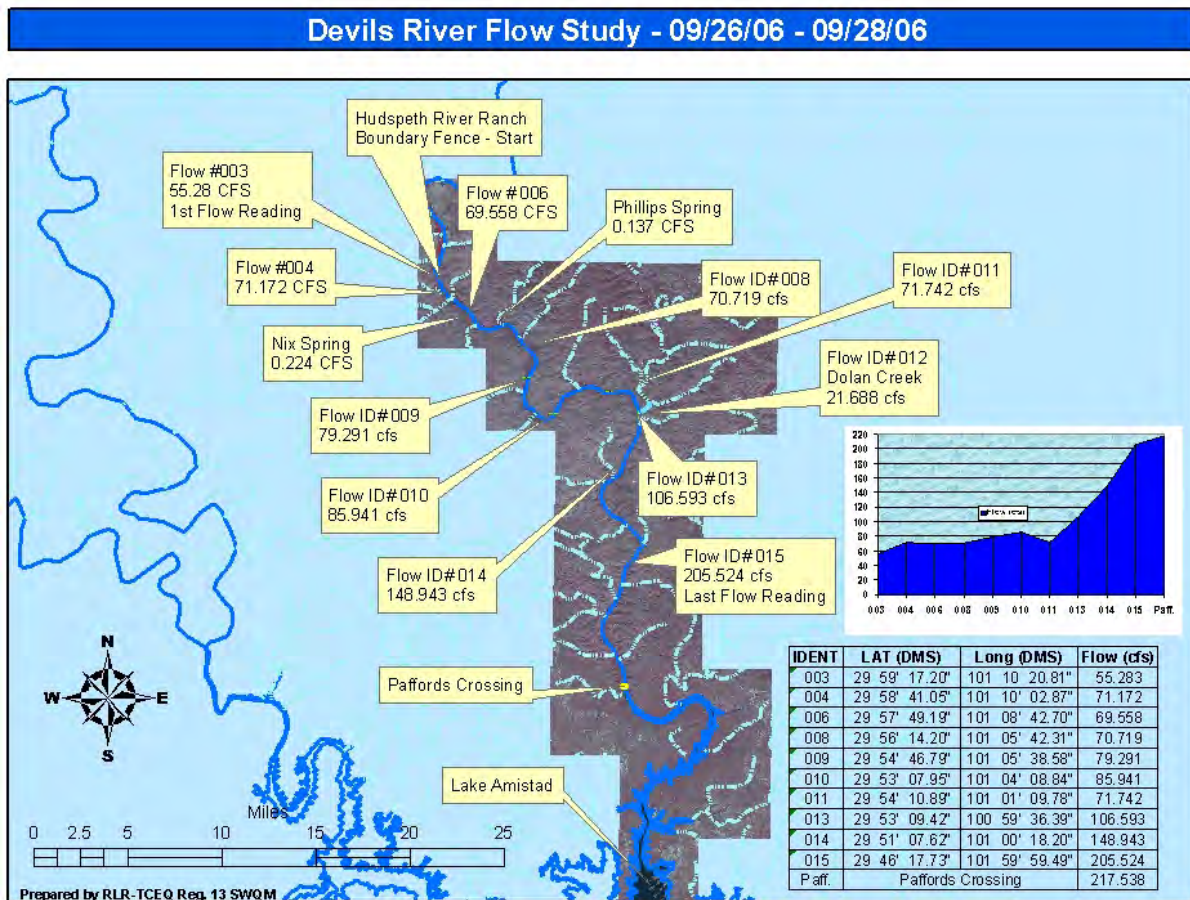 Devils River Flow Study - 09/26/06 - 09/28/06
Hudspeth River Ranch
Boundary Fence - Start
Flow #003
55.28 CFS
1st Flow Reading
Flow #006
69.558 CFS
Phillips Spring
0.137 CFS
Flow #004
71.172 CFS
Flow ID#008
70.719 cfs
Flow ID#011
71.742 cfs
Nix Spring
0.224 CFS
Flow ID#012
Dolan Creek
21.688 cfs
Flow ID#009
79.291 cfs
Flow ID#010
85.941 cfs
Flow ID#013
106.593 cfs
Flow ID#014
148.943 cfs
Flow ID#015
205.524 cfs
Last Flow Reading
220
200
180
160
140
120
100
80
60
40
20
0
003 004 006 008 009 010 011 013 014 015 Paff.
N
W E
S
Paffords Crossing
Lake Amistad
Miles
0 2.5 5 10 15 20 25
IDENT LAT (DMS) Long (DMS) Flow (cfs)
003 29 59' 17.20" 101 10' 20.81" 55.283
004 29 58' 41.05" 101 10' 02.87" 71.172
006 29 57' 49.19" 101 08' 42.70" 69.558
008 29 56' 14.20" 101 05' 42.31" 70.719
009 29 54' 46.79" 101 05' 38.58" 79.291
010 29 53' 07.95" 101 04' 08.84" 85.941
011 29 54' 10.89" 101 01' 09.78" 71.742
013 29 53' 09.42" 100 59' 36.39" 106.593
014 29 51' 07.62" 101 00' 18.20" 148.943
015 29 46' 17.73" 101 59' 59.49" 205.524
Paff. Paffords Crossing 217.538
Prepared by RLR-TCEQ Reg. 13 SWQM